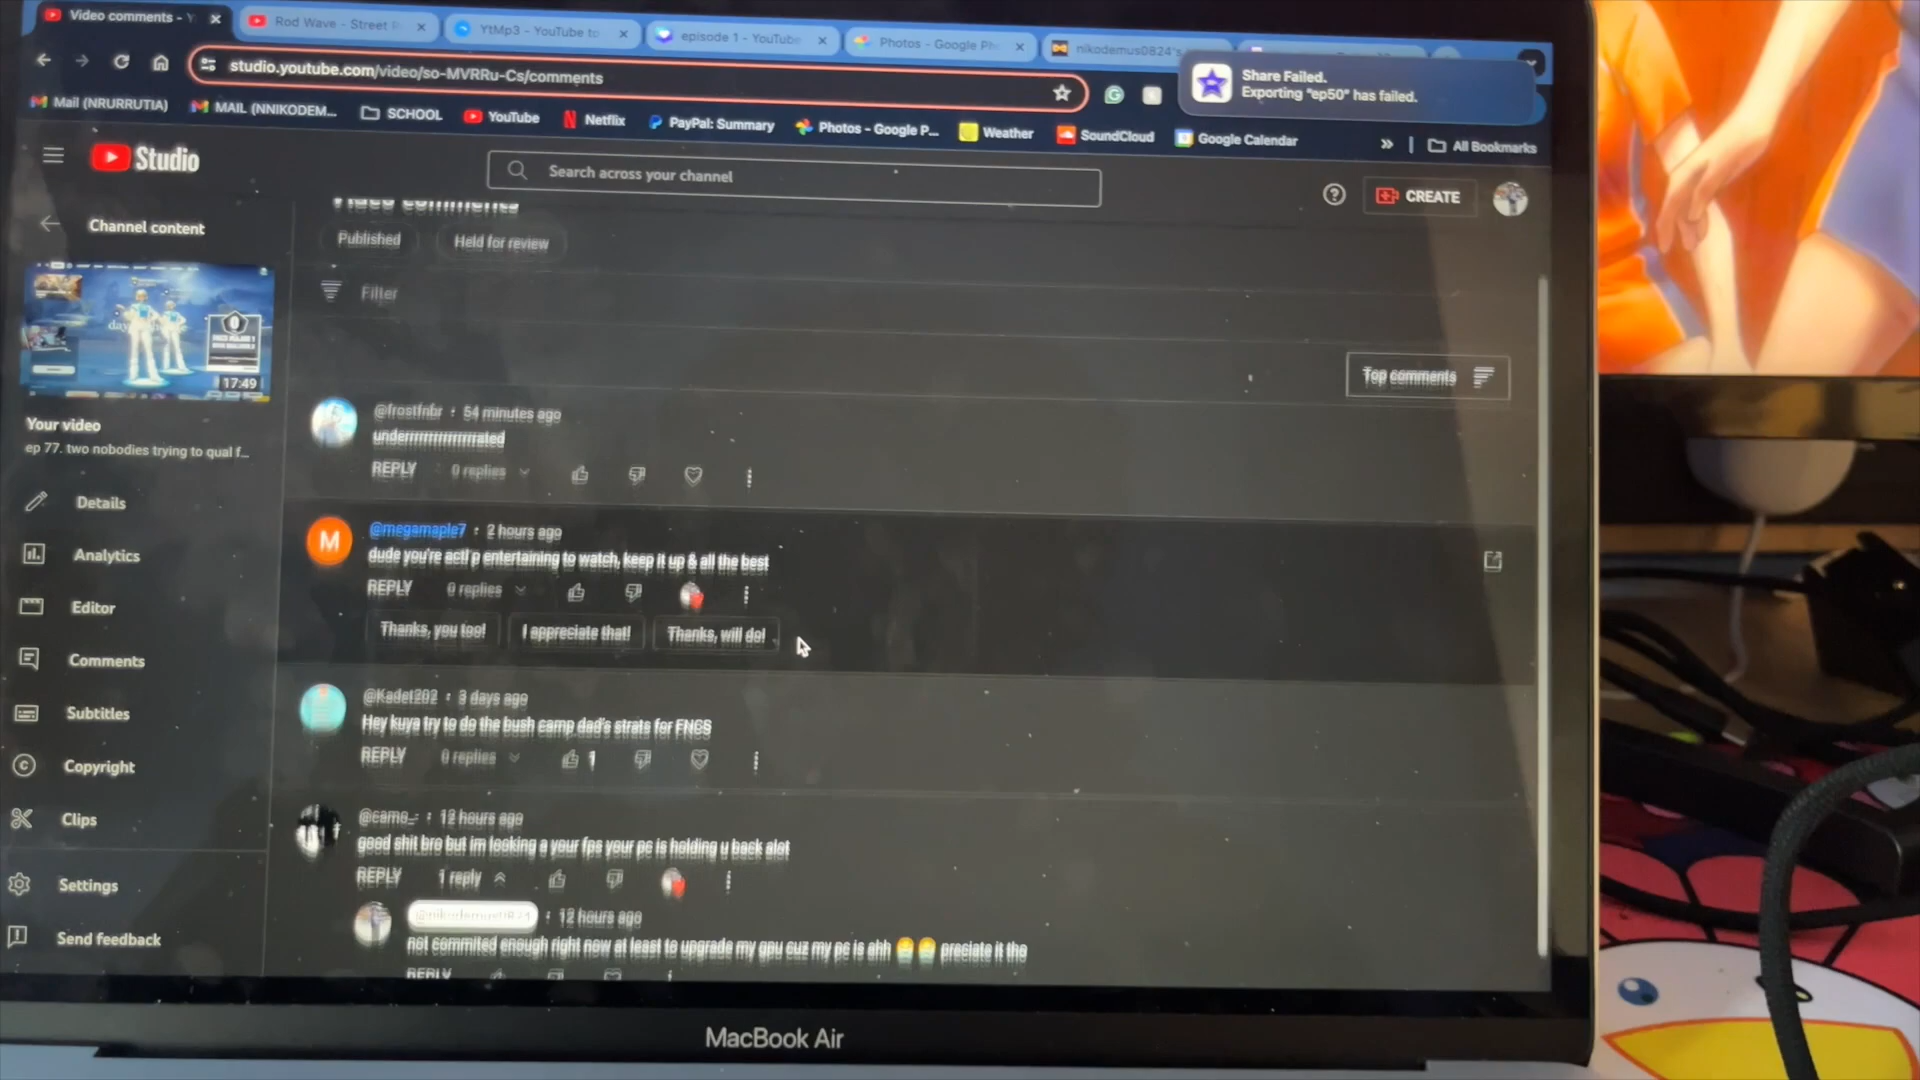 Video comments - Y
Rod Wave - Street R
YtMp3 - YouTube to
episode 1 - YouTube
Photos - Google Ph
nikodemus0824's
studio.youtube.com/video/so-MVRRu-Cs/comments
Share Failed.
Exporting "ep50" has failed.
Mail (NRURRUTIA)
MAIL (NNIKODEM...
SCHOOL
YouTube
Netflix
PayPal: Summary
Photos - Google P...
Weather
SoundCloud
Google Calendar
All Bookmarks
Studio
Search across your channel
CREATE
Channel content
Video comments
Published
Held for review
Filter
17:49
Top comments
Your video
ep 77. two nobodies trying to qual f...
Details
Analytics
Editor
Comments
Subtitles
Copyright
Clips
Settings
Send feedback
@frostfnbr · 54 minutes ago
REPLY 0 replies
@megamaple7 · 2 hours ago
dude you're actl'p entertaining to watch, keep it up & all the best
REPLY 0 replies
Thanks, you too! I appreciate that! Thanks, will do!
@Kadet202 · 3 days ago
Hey kuya try to do the bush camp dad's strats for FNCS
REPLY 0 replies 1
@camo_- · 12 hours ago
good shit bro but im looking a your fps your pc is holding u back alot
REPLY 1 reply
@nikodemus0824 · 12 hours ago
not commited enough right now at least to upgrade my gpu cuz my pc is ahh 😭😭 preciate it tho
REPLY
MacBook Air